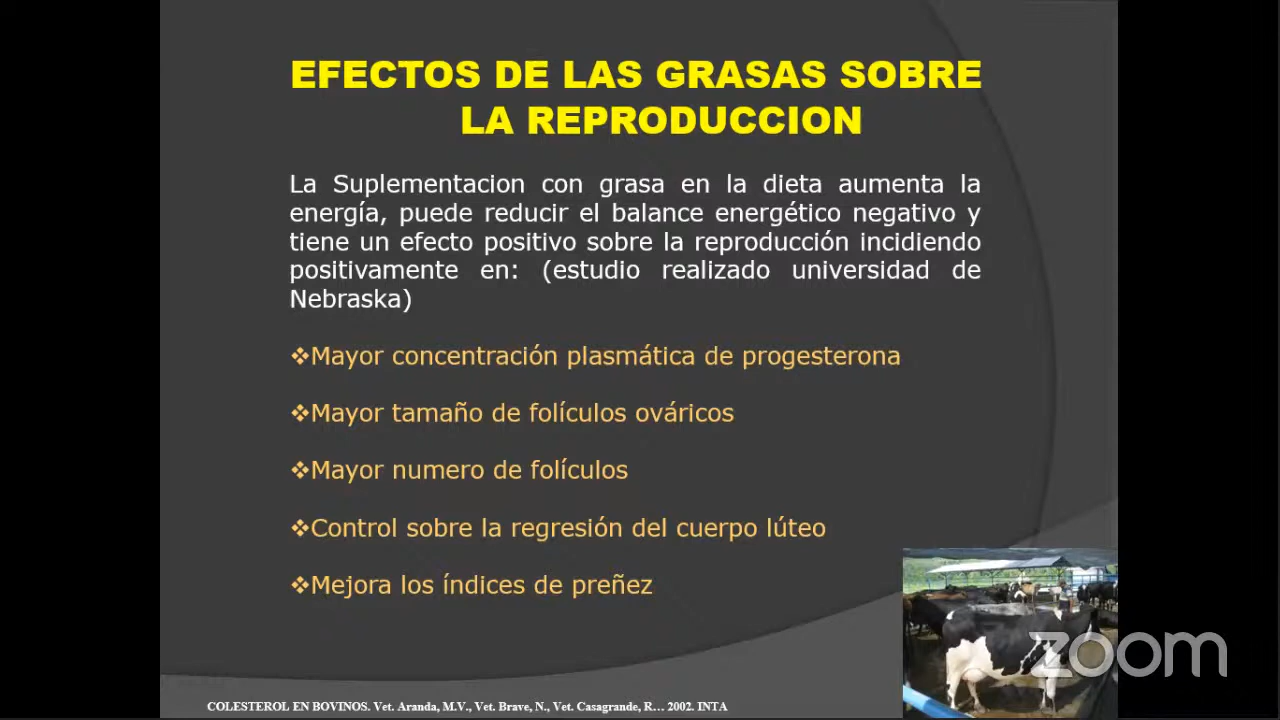 EFECTOS DE LAS GRASAS SOBRE
LA REPRODUCCION
La Suplementacion con grasa en la dieta aumenta la
energía, puede reducir el balance energético negativo y
tiene un efecto positivo sobre la reproducción incidiendo
positivamente en: (estudio realizado universidad de
Nebraska)
❖Mayor concentración plasmática de progesterona
❖Mayor tamaño de folículos ováricos
❖Mayor numero de folículos
❖Control sobre la regresión del cuerpo lúteo
❖Mejora los índices de preñez
zoom
COLESTEROL EN BOVINOS. Vet. Aranda, M.V., Vet. Brave, N., Vet. Casagrande, R... 2002. INTA